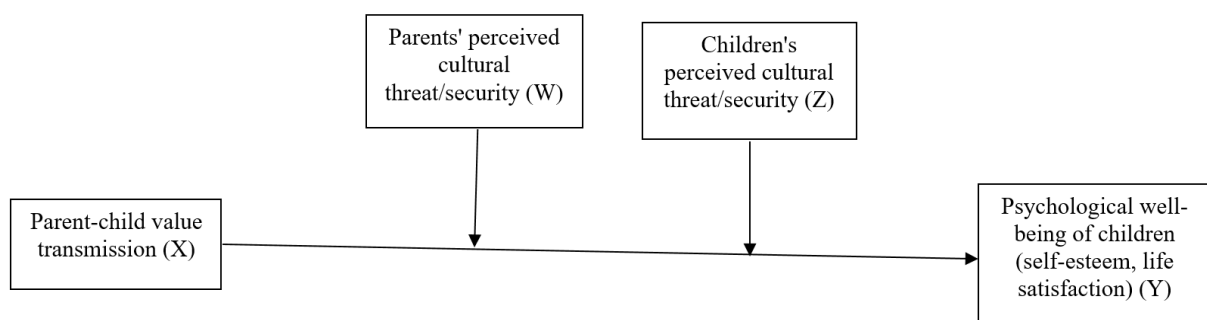 Parents' perceived
cultural
threat/security (W)
Children's
perceived cultural
threat/security (Z)
Parent-child value
transmission (X)
Psychological well-
being of children
(self-esteem, life
satisfaction) (Y)